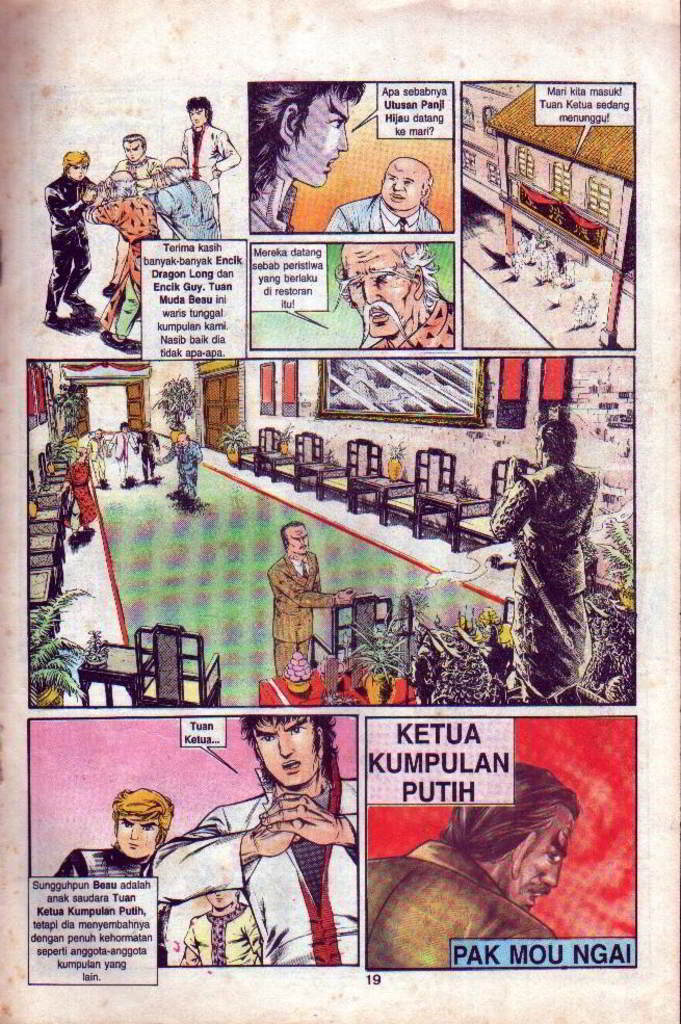 Terima kasih
banyak-banyak Encik
Dragon Long dan
Encik Guy. Tuan
Muda Beau ini
waris tunggal
kumpulan kami.
Nasib baik dia
tidak apa-apa.
Apa sebabnya
Utusan Panji
Hijau datang
ke mari?
Mereka datang
sebab peristiwa
yang berlaku
di restoran
itu!
Mari kita masuk!
Tuan Ketua sedang
menunggu!
Tuan
Ketua...
Sungguhpun Beau adalah
anak saudara Tuan
Ketua Kumpulan Putih,
tetapi dia menyembahnya
dengan penuh kehormatan
seperti anggota-anggota
kumpulan yang
lain.
KETUA
KUMPULAN
PUTIH
PAK MOU NGAI
19